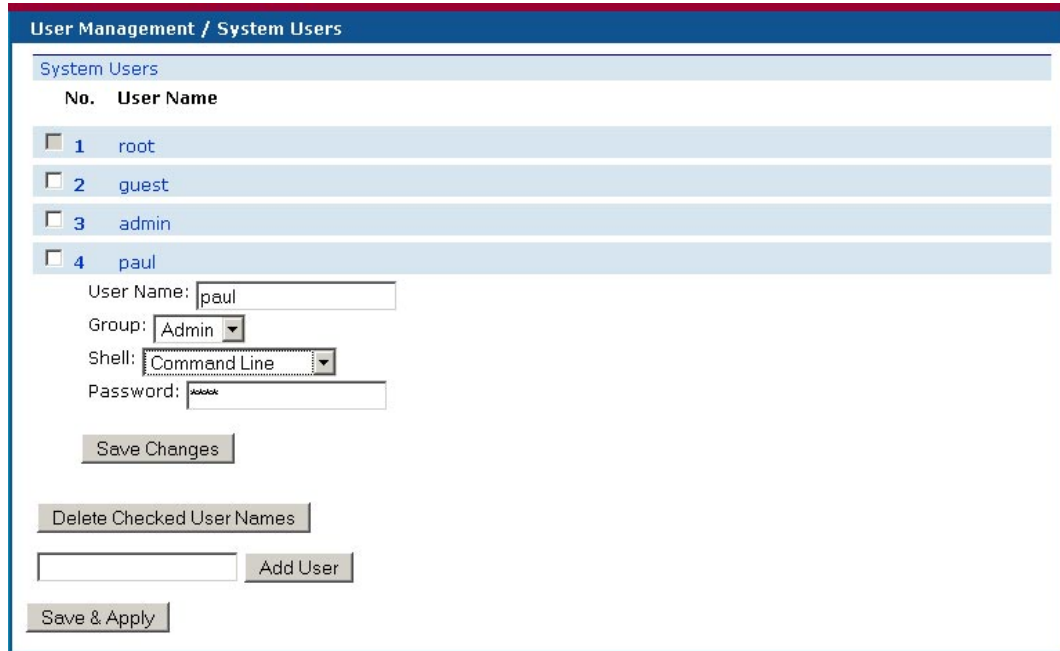 User Management / System Users
System Users
No. User Name
1 root
2 guest
3 admin
4 paul
User Name: paul
Group: Admin
Shell: Command Line
Password: ****
Save Changes
Delete Checked User Names
Add User
Save & Apply